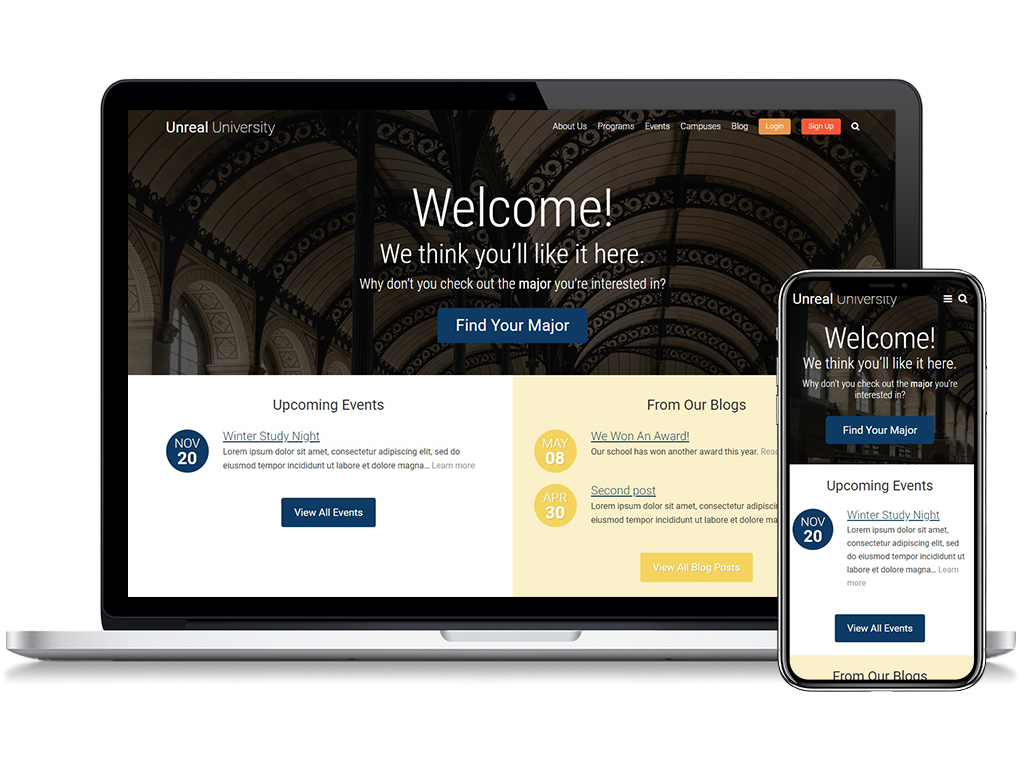 Unreal University
About Us Programs Events Campuses Blog Login Sign Up
Welcome!
We think you'll like it here.
Why don't you check out the major you're interested in?
Find Your Major
Upcoming Events
NOV
20
Winter Study Night
Lorem ipsum dolor sit amet, consectetur adipiscing elit, sed do
eiusmod tempor incididunt ut labore et dolore magna... Learn more
View All Events
From Our Blogs
MAY
08
We Won An Award!
Our school has won another award this year. Read
APR
30
Second post
Lorem ipsum dolor sit amet, consectetur adipiscing
eiusmod tempor incididunt ut labore et dolore ma
View All Blog Posts
Unreal University
Welcome!
We think you'll like it here.
Why don't you check out the major you're
interested in?
Find Your Major
Upcoming Events
NOV
20
Winter Study Night
Lorem ipsum dolor sit amet,
consectetur adipiscing elit, sed
do eiusmod tempor incididunt ut
labore et dolore magna... Learn
more
View All Events
From Our Blogs